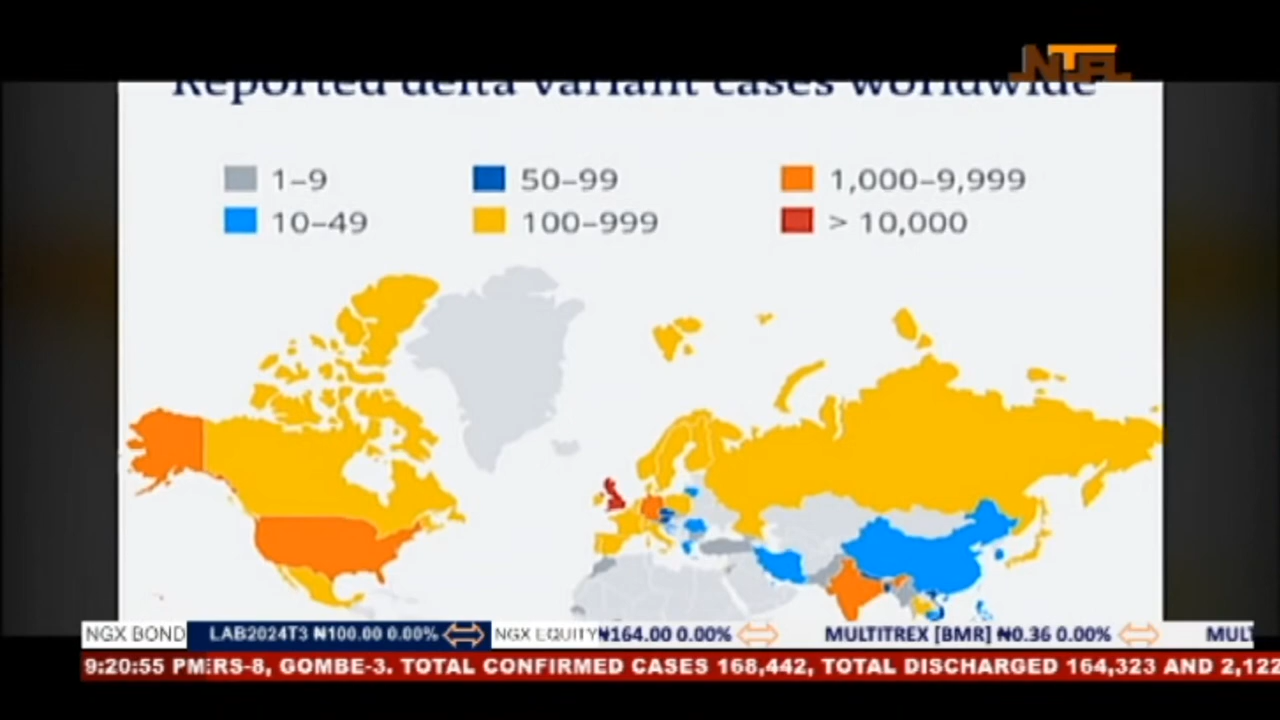 NTA
Reported delta variant cases worldwide
1–9
50–99
1,000–9,999
10–49
100–999
> 10,000
NGX BOND LAB2024T3 ₦100.00 0.00% NGX EQUITY ₦164.00 0.00% MULTITREX [BMR] ₦0.36 0.00% MULT
9:20:55 PM ERS-8, GOMBE-3. TOTAL CONFIRMED CASES 168,442, TOTAL DISCHARGED 164,323 AND 2,122